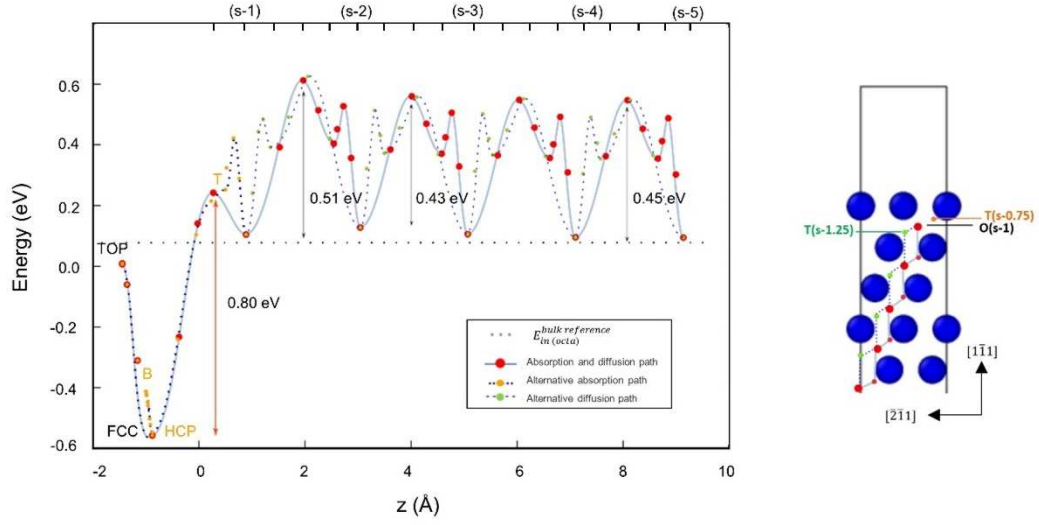 (s-1) (s-2) (s-3) (s-4) (s-5)
0.6
0.4
0.2
0.0
-0.2
-0.4
-0.6
Energy (eV)
TOP
B
FCC
HCP
T
0.80 eV
0.51 eV
0.43 eV
0.45 eV
E_{in (octa)}^{bulk reference}
Absorption and diffusion path
Alternative absorption path
Alternative diffusion path
-2 0 2 4 6 8 10
z (Å)
T(s-0.75)
T(s-1.25)
O(s-1)
[11̅1]
[2̅1̅1]